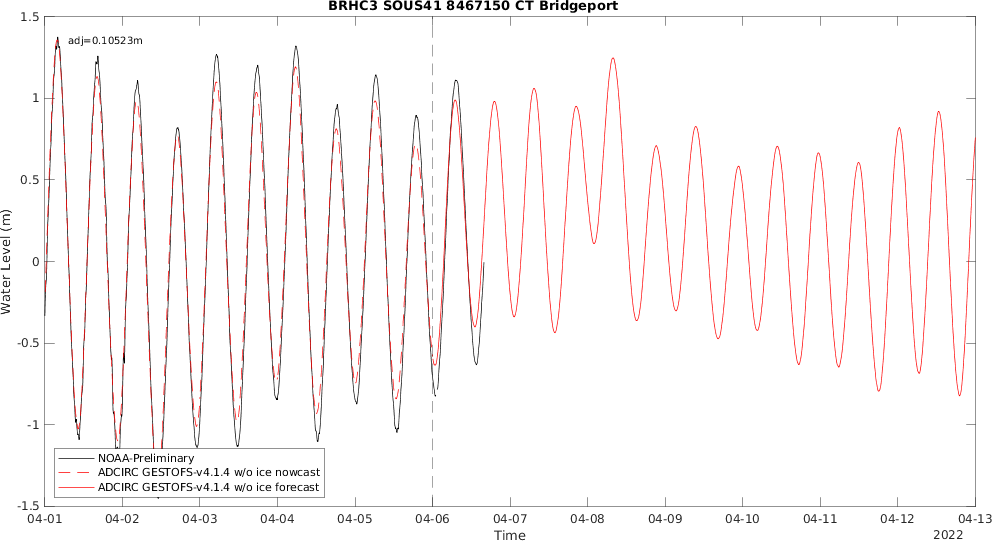 BRHC3 SOUS41 8467150 CT Bridgeport
adj=0.10523m
1.5
1
0.5
0
-0.5
-1
-1.5
Water Level (m)
NOAA-Preliminary
ADCIRC GESTOFS-v4.1.4 w/o ice nowcast
ADCIRC GESTOFS-v4.1.4 w/o ice forecast
04-01 04-02 04-03 04-04 04-05 04-06 04-07 04-08 04-09 04-10 04-11 04-12 04-13
Time
2022